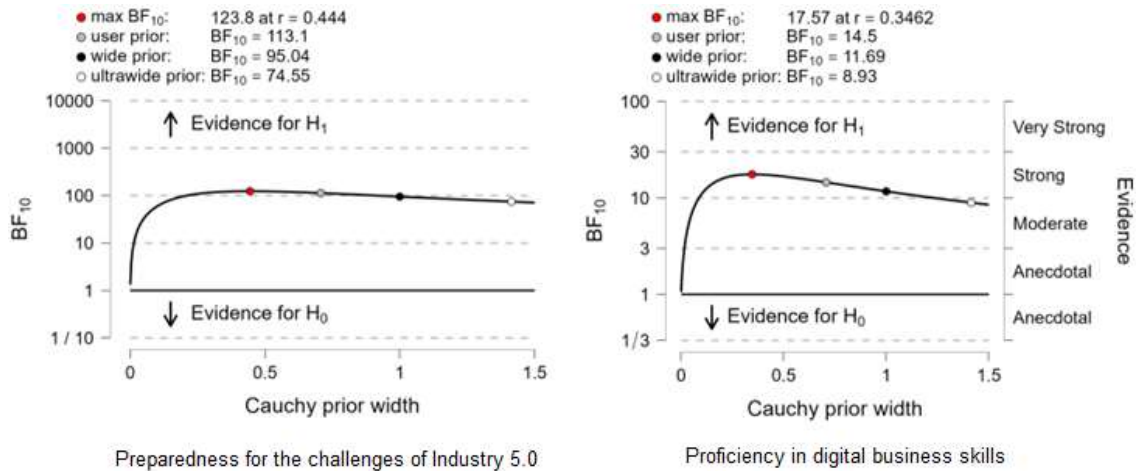 max BF₁₀: 123.8 at r = 0.444
user prior: BF₁₀ = 113.1
wide prior: BF₁₀ = 95.04
ultrawide prior: BF₁₀ = 74.55
10000
1000
100
10
1
1 / 10
BF₁₀
Evidence for H₁
Evidence for H₀
0
0.5
1
1.5
Cauchy prior width
Preparedness for the challenges of Industry 5.0
max BF₁₀: 17.57 at r = 0.3462
user prior: BF₁₀ = 14.5
wide prior: BF₁₀ = 11.69
ultrawide prior: BF₁₀ = 8.93
100
30
10
3
1
1/3
BF₁₀
Evidence for H₁
Evidence for H₀
Very Strong
Strong
Moderate
Anecdotal
Anecdotal
Evidence
0
0.5
1
1.5
Cauchy prior width
Proficiency in digital business skills